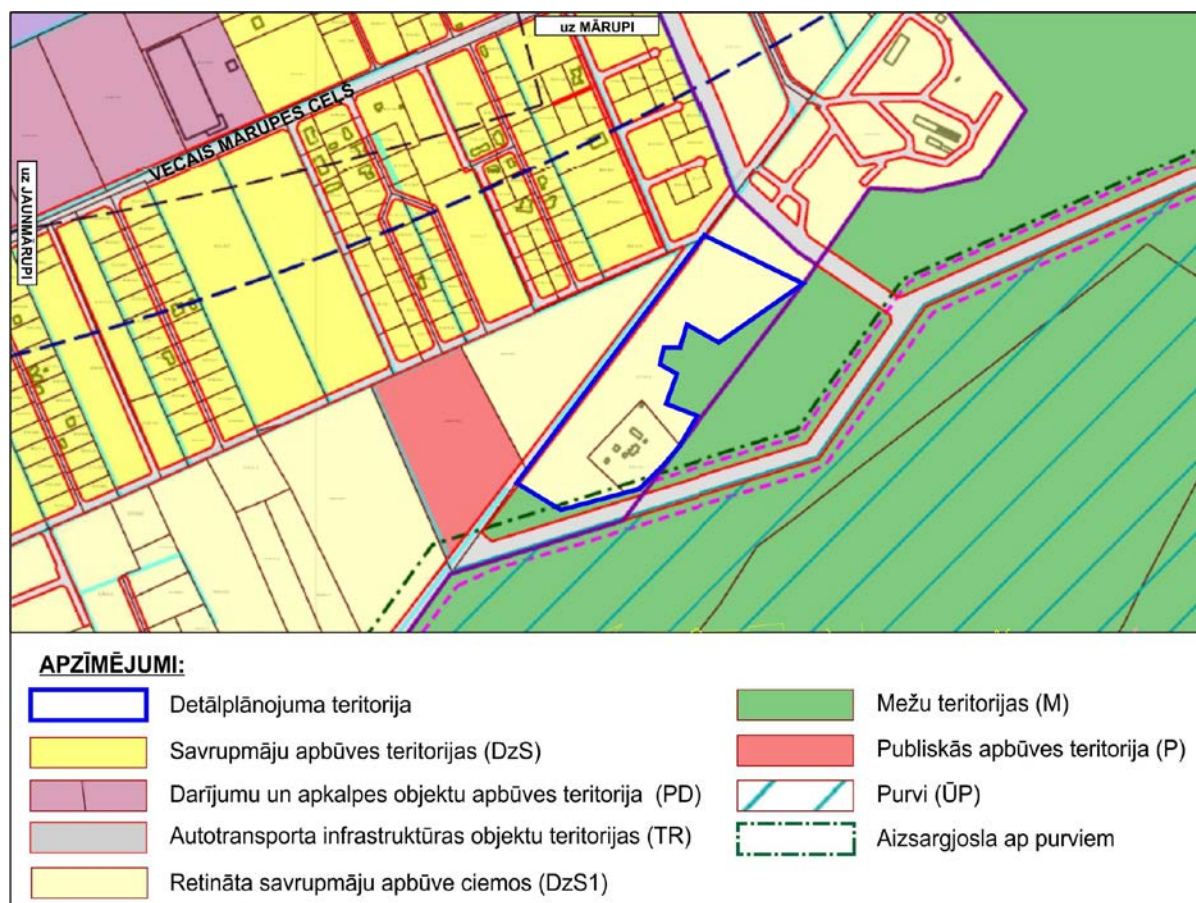 uz MĀRUPI
VECAIS MĀRUPES CEĻŠ
uz JAUNMĀRUPI
APZĪMĒJUMI:
Detālplānojuma teritorija
Savrupmāju apbūves teritorijas (DzS)
Darījumu un apkalpes objektu apbūves teritorija (PD)
Autotransporta infrastruktūras objektu teritorijas (TR)
Retināta savrupmāju apbūve ciemos (DzS1)
Mežu teritorijas (M)
Publiskās apbūves teritorija (P)
Purvi (ŪP)
Aizsargjosla ap purviem